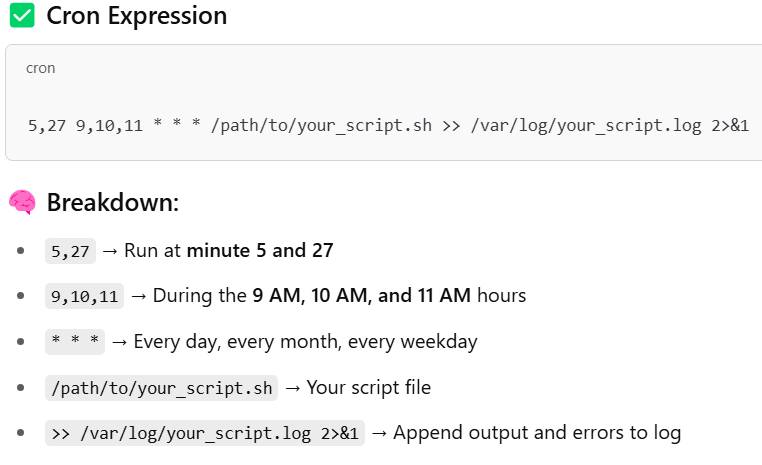 ✅ Cron Expression
cron
5,27 9,10,11 * * * /path/to/your_script.sh >> /var/log/your_script.log 2>&1
🧠 Breakdown:
• 5,27 → Run at minute 5 and 27
• 9,10,11 → During the 9 AM, 10 AM, and 11 AM hours
• * * * → Every day, every month, every weekday
• /path/to/your_script.sh → Your script file
• >> /var/log/your_script.log 2>&1 → Append output and errors to log